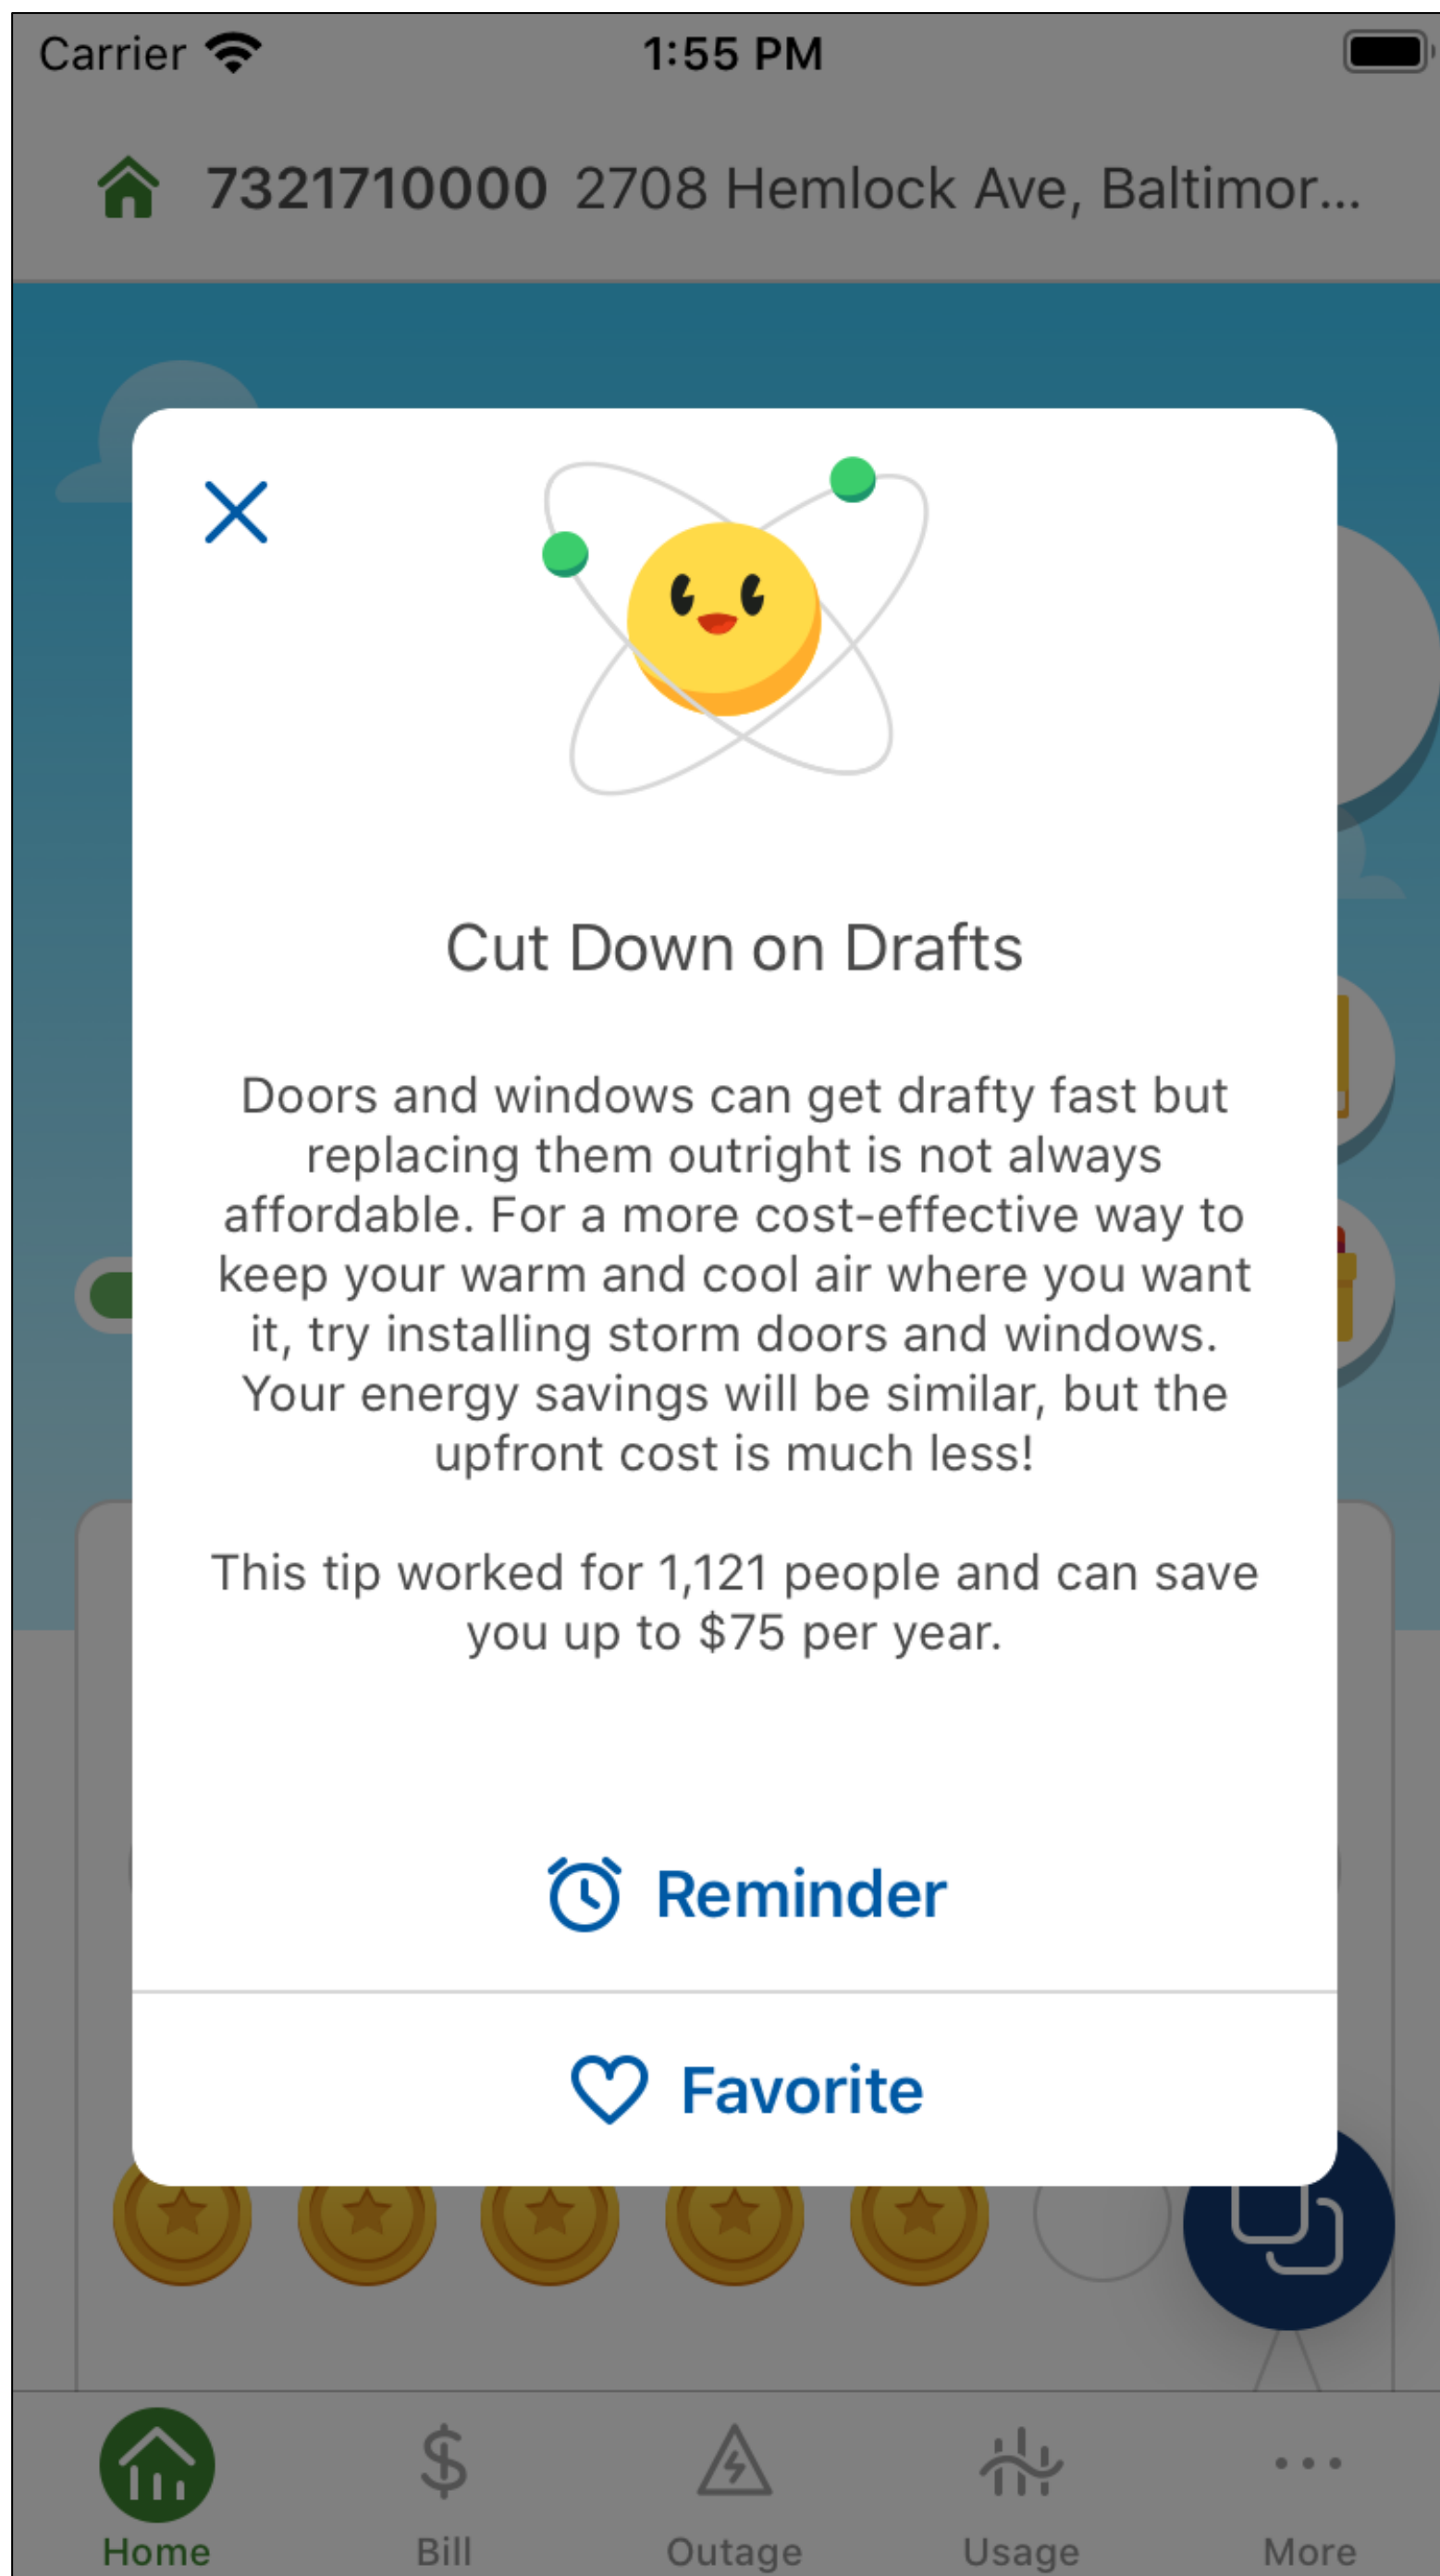 Carrier 1:55 PM
7321710000 2708 Hemlock Ave, Baltimor...
Cut Down on Drafts
Doors and windows can get drafty fast but
replacing them outright is not always
affordable. For a more cost-effective way to
keep your warm and cool air where you want
it, try installing storm doors and windows.
Your energy savings will be similar, but the
upfront cost is much less!
This tip worked for 1,121 people and can save
you up to $75 per year.
Reminder
Favorite
Home Bill Outage Usage More